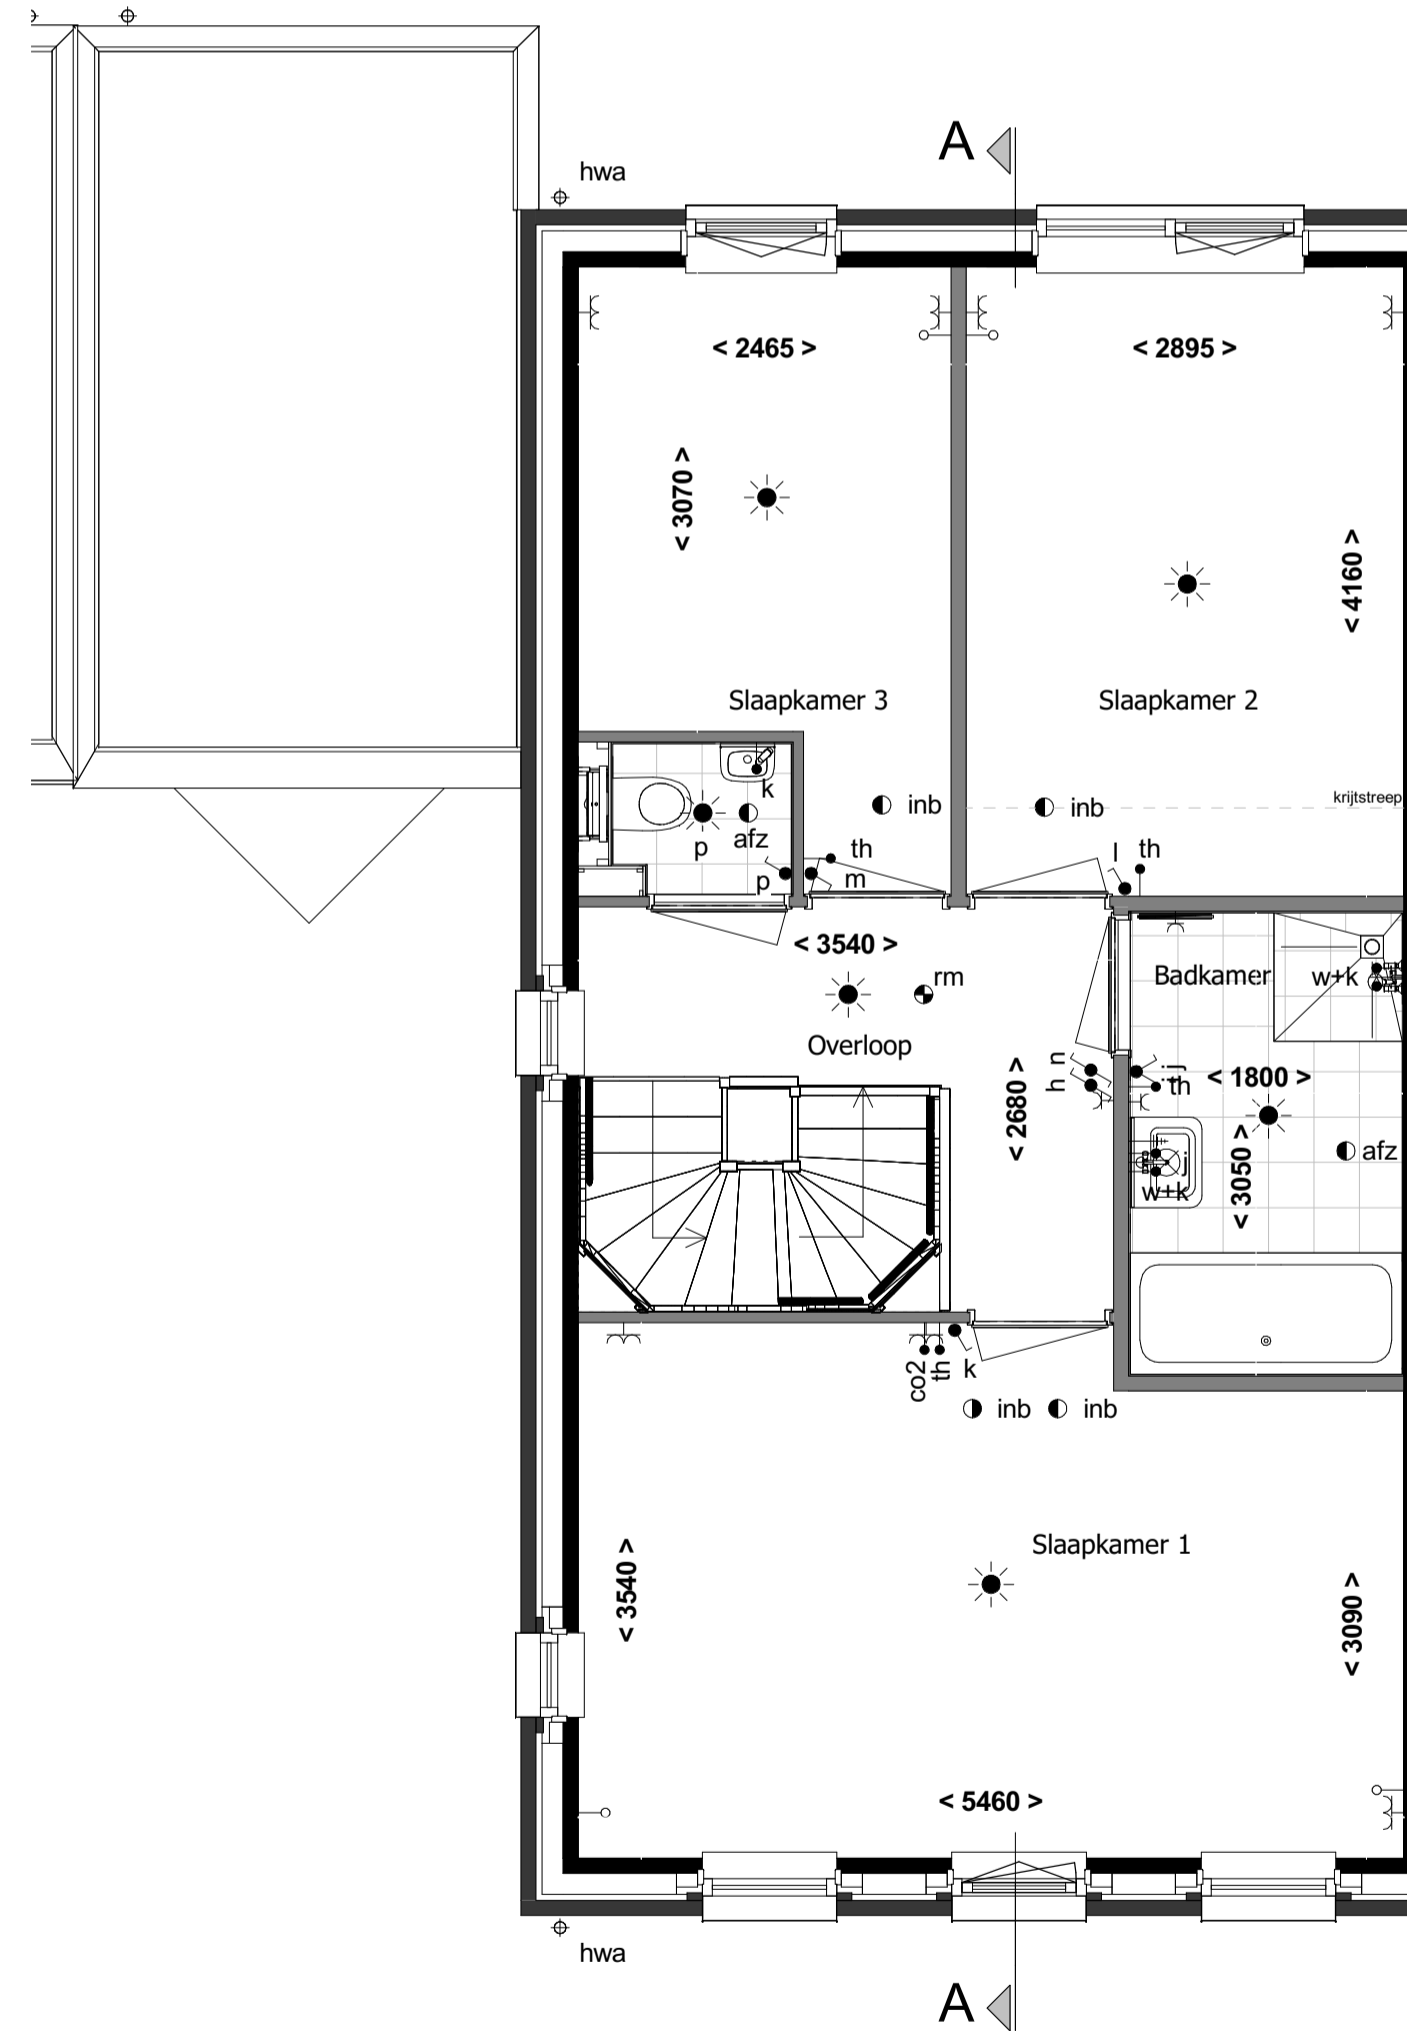 A
hwa
< 2465 >
< 2895 >
< 3070 >
< 4160 >
Slaapkamer 3
Slaapkamer 2
krijtstreep
k
inb
inb
p
afz
th
l
th
p
m
< 3540 >
rm
Badkamer
w+k
Overloop
n
h
i,j
th
< 1800 >
< 2680 >
< 3050 >
afz
w+k
co2
th
k
inb
inb
Slaapkamer 1
< 3540 >
< 3090 >
< 5460 >
hwa
A